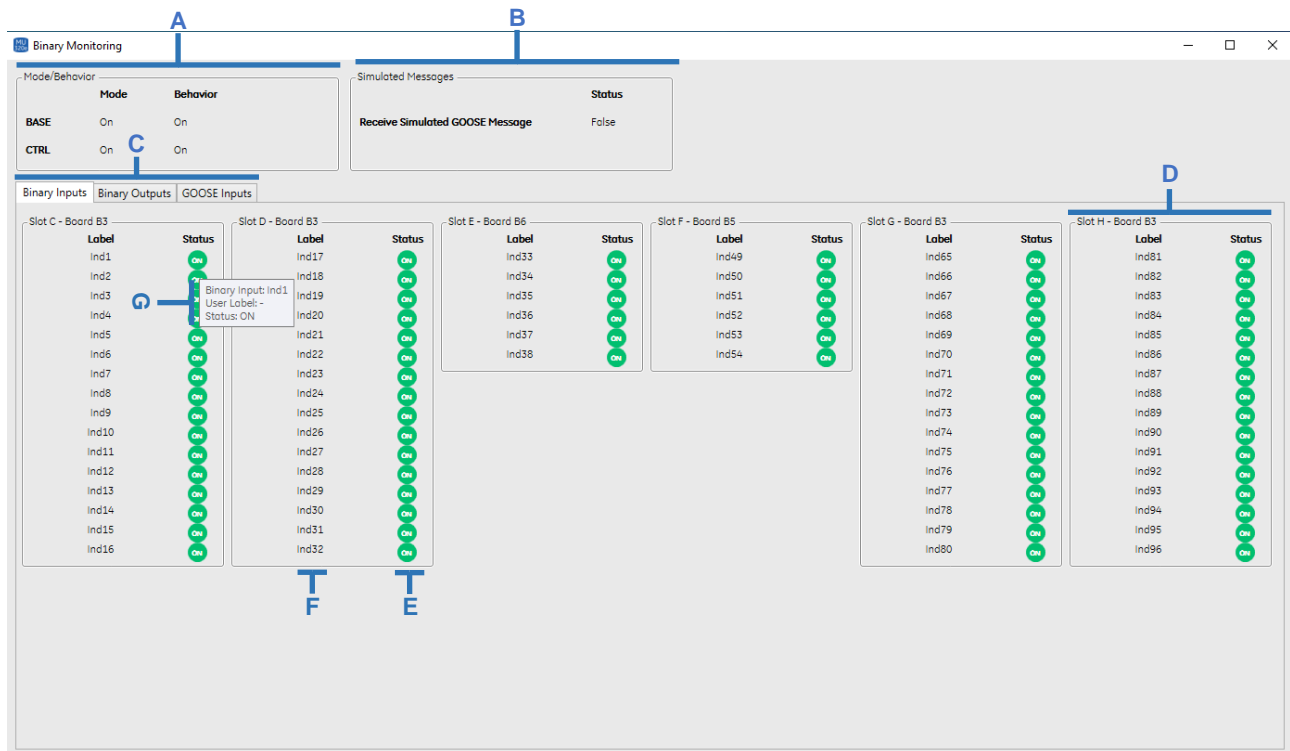 A B
MU 320e Binary Monitoring
Mode/Behavior Simulated Messages
Mode Behavior Status
BASE On On Receive Simulated GOOSE Message False
CTRL On On
C
D
Binary Inputs Binary Outputs GOOSE Inputs
Slot C - Board B3 Slot D - Board B3 Slot E - Board B6 Slot F - Board B5 Slot G - Board B3 Slot H - Board B3
Label Status Label Status Label Status Label Status Label Status Label Status
Ind1 ON Ind17 ON Ind33 ON Ind49 ON Ind65 ON Ind81 ON
Ind2 Ind18 ON Ind34 ON Ind50 ON Ind66 ON Ind82 ON
Binary Input: Ind1
User Label: -
Status: ON
G
Ind3 Ind19 ON Ind35 ON Ind51 ON Ind67 ON Ind83 ON
Ind4 Ind20 ON Ind36 ON Ind52 ON Ind68 ON Ind84 ON
Ind5 ON Ind21 ON Ind37 ON Ind53 ON Ind69 ON Ind85 ON
Ind6 ON Ind22 ON Ind38 ON Ind54 ON Ind70 ON Ind86 ON
Ind7 ON Ind23 ON Ind71 ON Ind87 ON
Ind8 ON Ind24 ON Ind72 ON Ind88 ON
Ind9 ON Ind25 ON Ind73 ON Ind89 ON
Ind10 ON Ind26 ON Ind74 ON Ind90 ON
Ind11 ON Ind27 ON Ind75 ON Ind91 ON
Ind12 ON Ind28 ON Ind76 ON Ind92 ON
Ind13 ON Ind29 ON Ind77 ON Ind93 ON
Ind14 ON Ind30 ON Ind78 ON Ind94 ON
Ind15 ON Ind31 ON Ind79 ON Ind95 ON
Ind16 ON Ind32 ON Ind80 ON Ind96 ON
F E